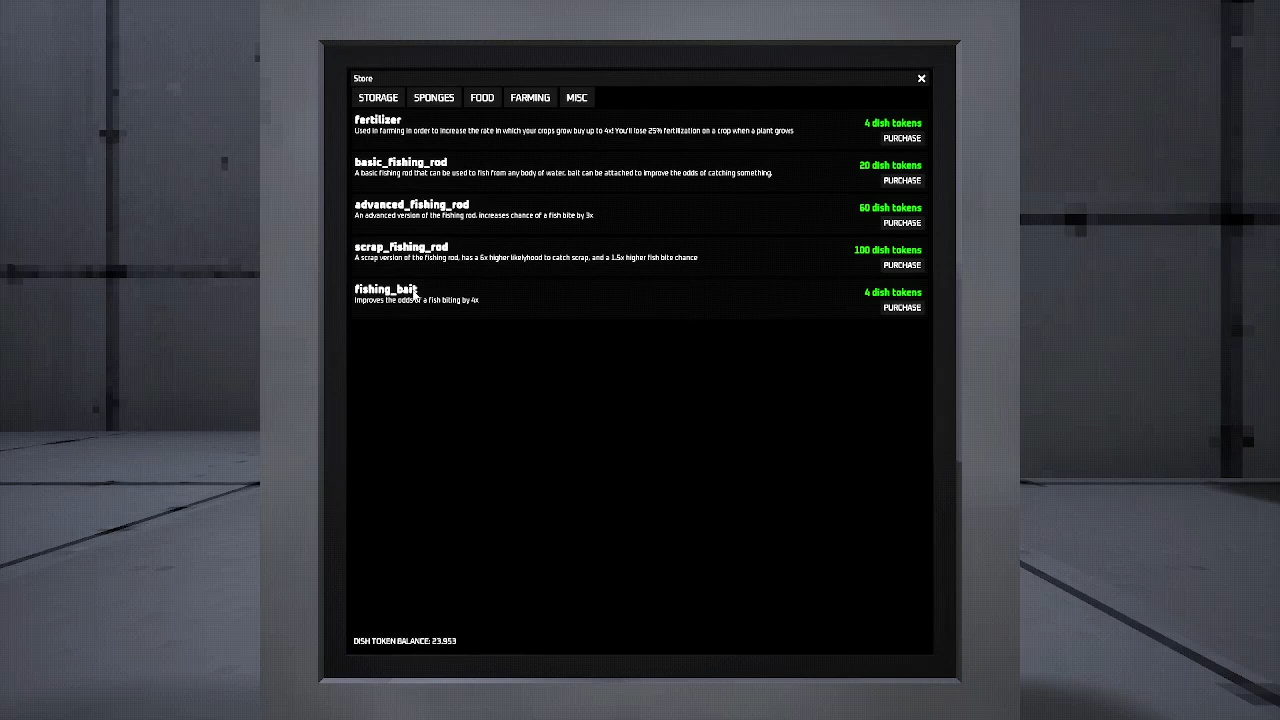 Store
STORAGE SPONGES FOOD FARMING MISC
fertilizer
4 dish tokens
Used in farming in order to increase the rate in which your crops grow buy up to 4x! You'll lose 25% fertilization on a crop when a plant grows
PURCHASE
basic_fishing_rod
20 dish tokens
A basic fishing rod that can be used to fish from any body of water. bait can be attached to improve the odds of catching something.
PURCHASE
advanced_fishing_rod
60 dish tokens
An advanced version of the fishing rod. increases chance of a fish bite by 3x
PURCHASE
scrap_fishing_rod
100 dish tokens
A scrap version of the fishing rod, has a 6x higher likelyhood to catch scrap, and a 1.5x higher fish bite chance
PURCHASE
fishing_bait
4 dish tokens
Improves the odds of a fish biting by 4x
PURCHASE
DISH TOKEN BALANCE: 23.953